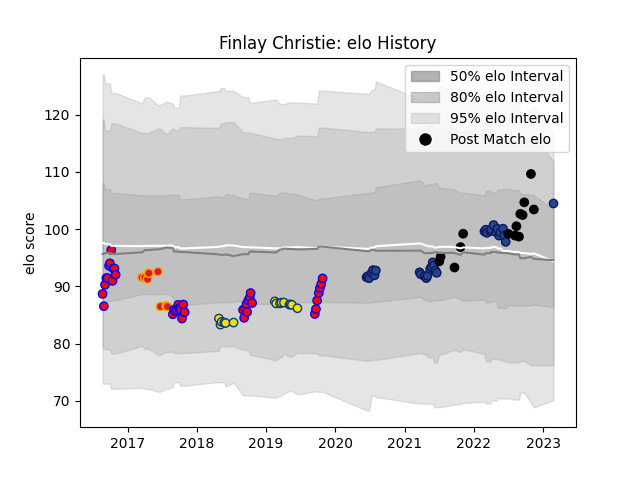 Finlay Christie: elo History
50% elo Interval
80% elo Interval
95% elo Interval
Post Match elo
elo score
120
110
100
90
80
70
2017 2018 2019 2020 2021 2022 2023